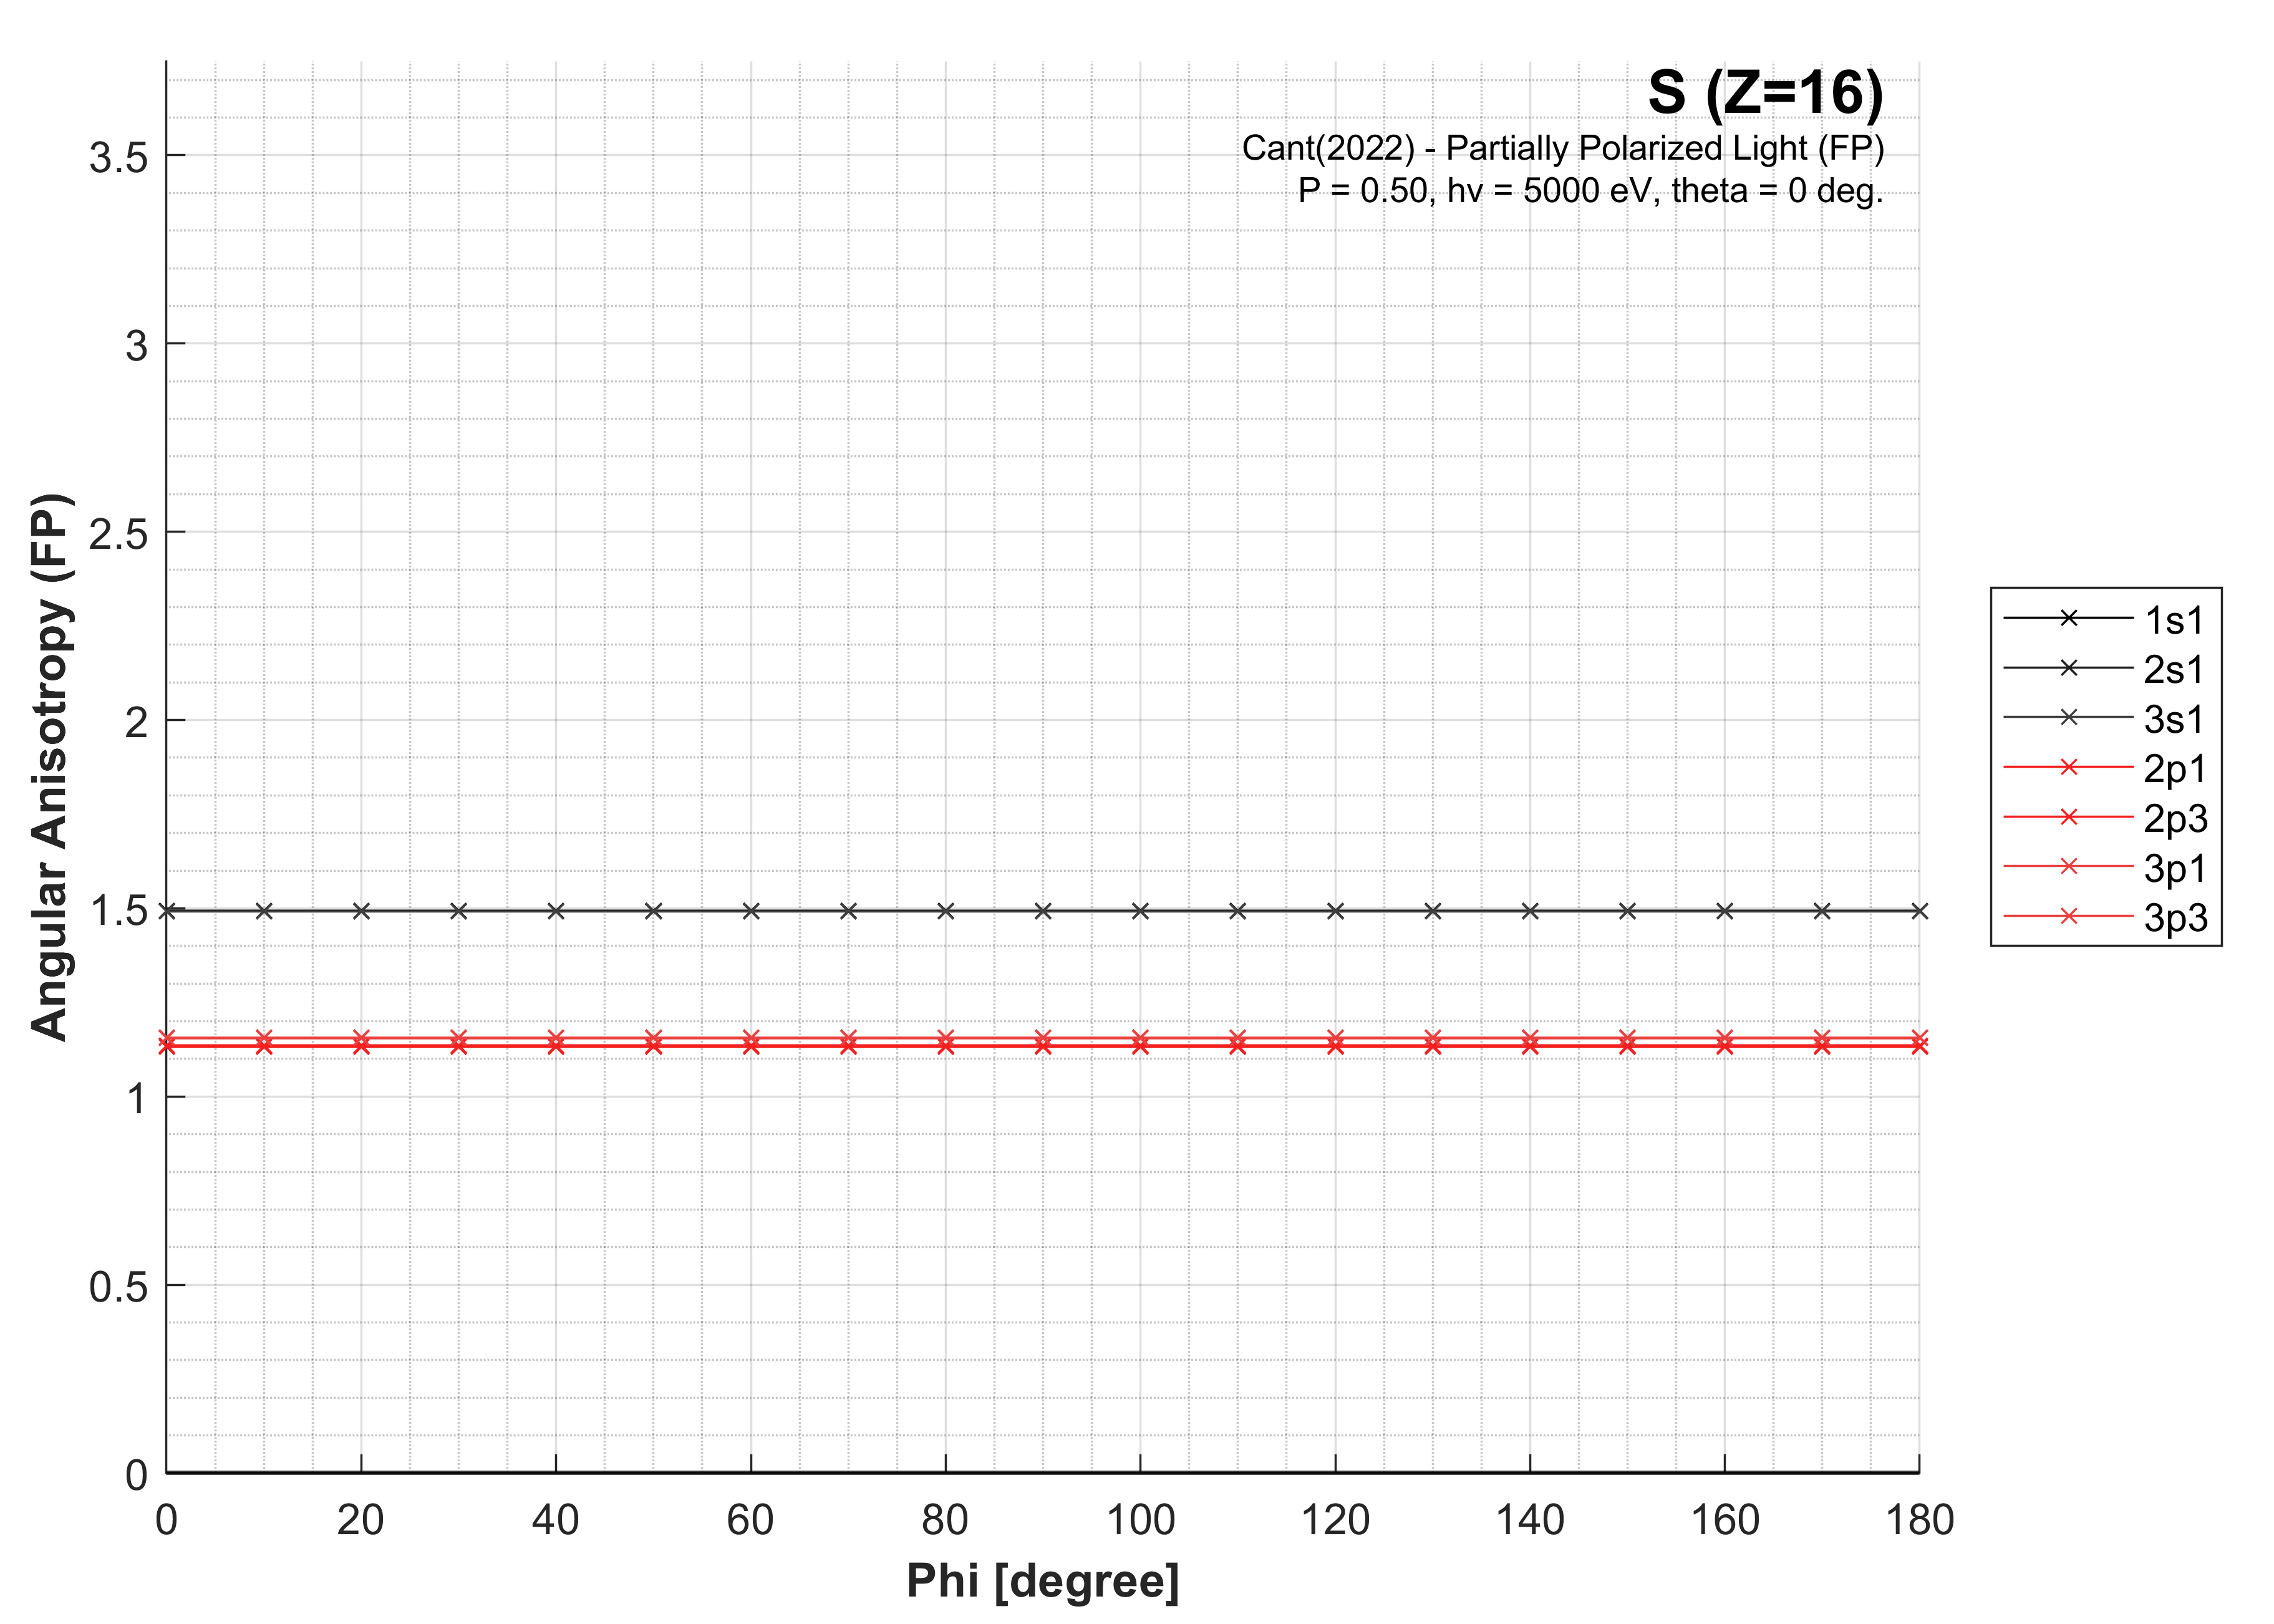 S (Z=16)
Cant(2022) - Partially Polarized Light (FP)
P = 0.50, hv = 5000 eV, theta = 0 deg.
3.5
3
2.5
2
1.5
1
0.5
0
Angular Anisotropy (FP)
1s1
2s1
3s1
2p1
2p3
3p1
3p3
0 20 40 60 80 100 120 140 160 180
Phi [degree]